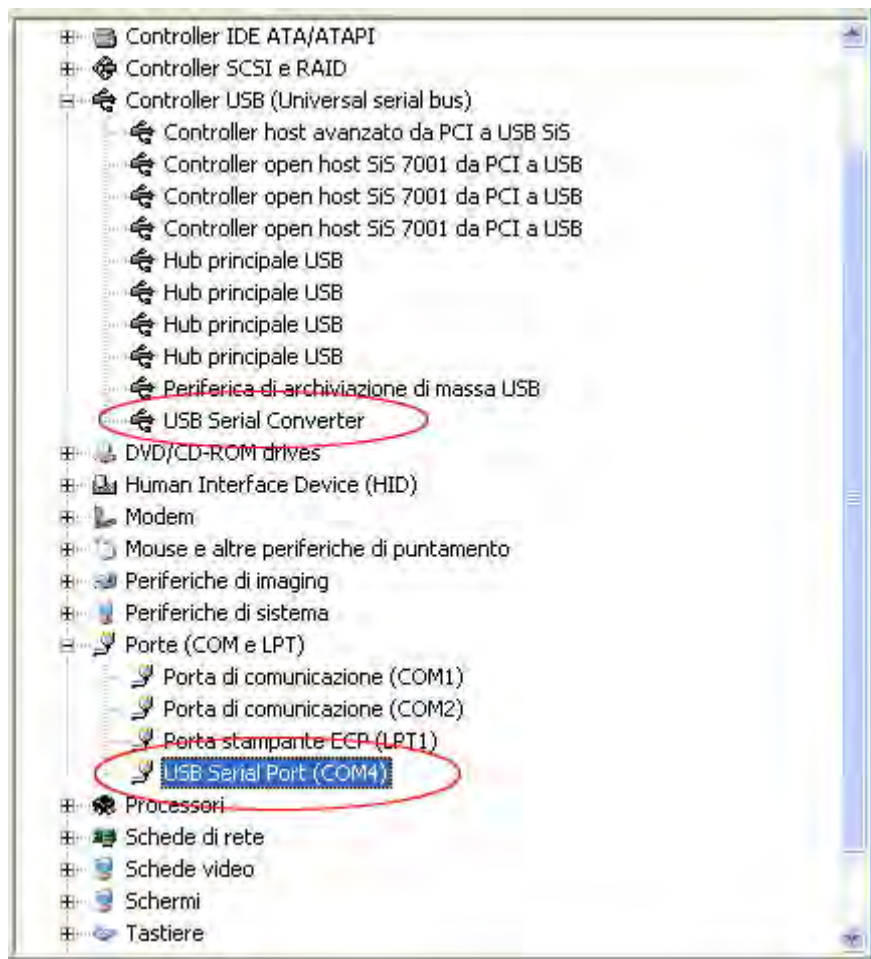 Controller IDE ATA/ATAPI
Controller SCSI e RAID
Controller USB (Universal serial bus)
Controller host avanzato da PCI a USB SiS
Controller open host SiS 7001 da PCI a USB
Controller open host SiS 7001 da PCI a USB
Controller open host SiS 7001 da PCI a USB
Hub principale USB
Hub principale USB
Hub principale USB
Hub principale USB
Periferica di archiviazione di massa USB
USB Serial Converter
DVD/CD-ROM drives
Human Interface Device (HID)
Modem
Mouse e altre periferiche di puntamento
Periferiche di imaging
Periferiche di sistema
Porte (COM e LPT)
Porta di comunicazione (COM1)
Porta di comunicazione (COM2)
Porta stampante ECP (LPT1)
USB Serial Port (COM4)
Processori
Schede di rete
Schede video
Schermi
Tastiere